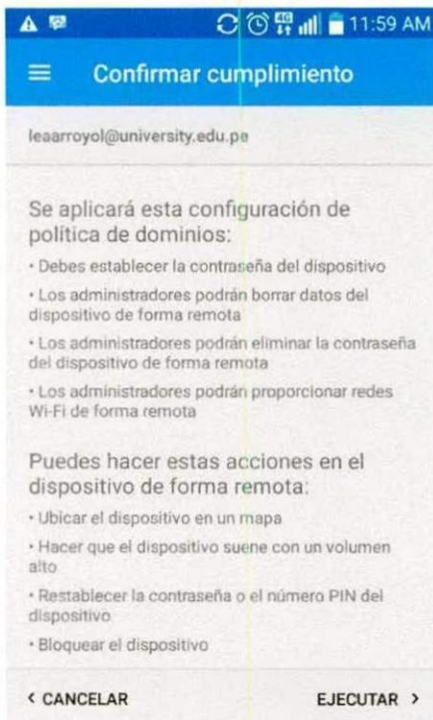 4G
11:59 AM
Confirmar cumplimiento
leaarroyol@university.edu.pe
Se aplicará esta configuración de
política de dominios:
• Debes establecer la contraseña del dispositivo
• Los administradores podrán borrar datos del
dispositivo de forma remota
• Los administradores podrán eliminar la contraseña
del dispositivo de forma remota
• Los administradores podrán proporcionar redes
Wi-Fi de forma remota
Puedes hacer estas acciones en el
dispositivo de forma remota:
• Ubicar el dispositivo en un mapa
• Hacer que el dispositivo suene con un volumen
alto
• Restablecer la contraseña o el número PIN del
dispositivo
• Bloquear el dispositivo
< CANCELAR
EJECUTAR >